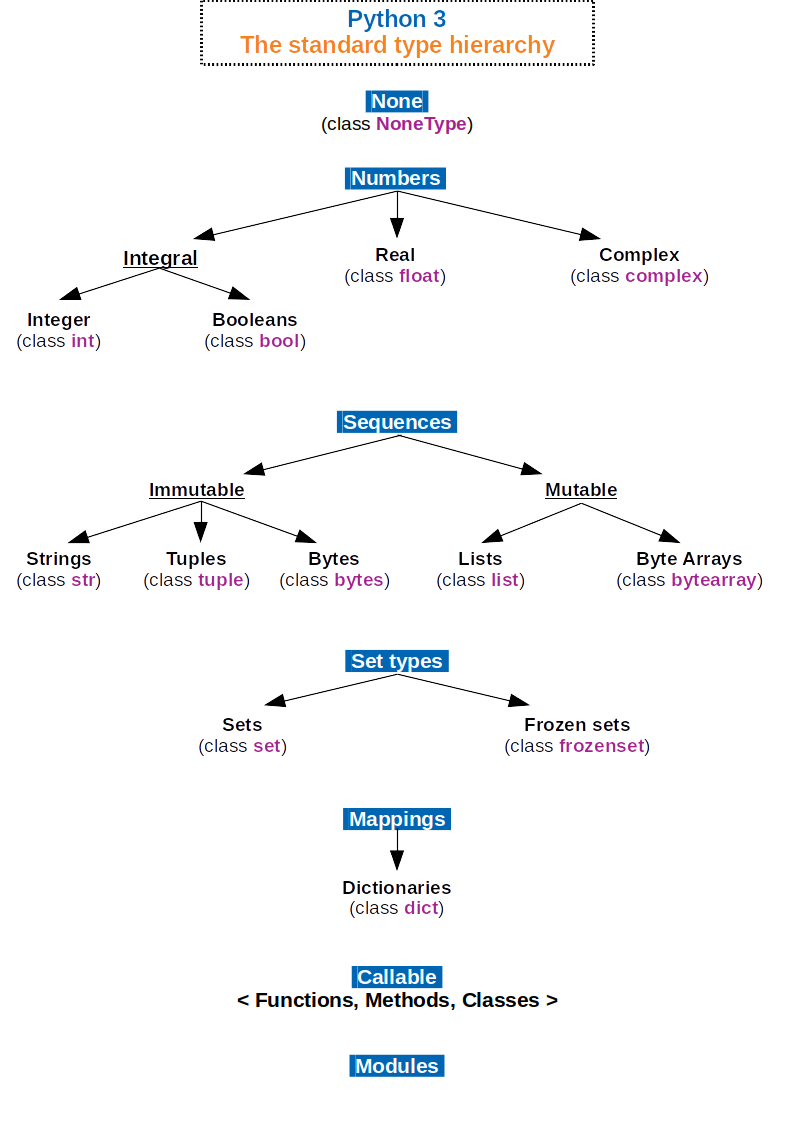 Python 3
The standard type hierarchy
None
(class NoneType)
Numbers
Integral
Real
(class float)
Complex
(class complex)
Integer
(class int)
Booleans
(class bool)
Sequences
Immutable
Mutable
Strings
(class str)
Tuples
(class tuple)
Bytes
(class bytes)
Lists
(class list)
Byte Arrays
(class bytearray)
Set types
Sets
(class set)
Frozen sets
(class frozenset)
Mappings
Dictionaries
(class dict)
Callable
< Functions, Methods, Classes >
Modules